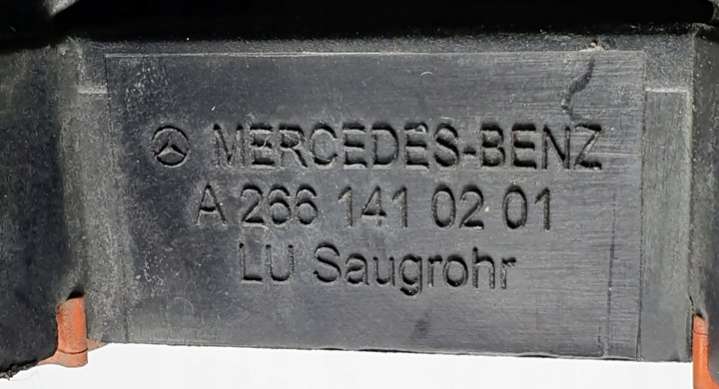 MERCEDES-BENZ
A 266 141 02 01
LU Saugrohr